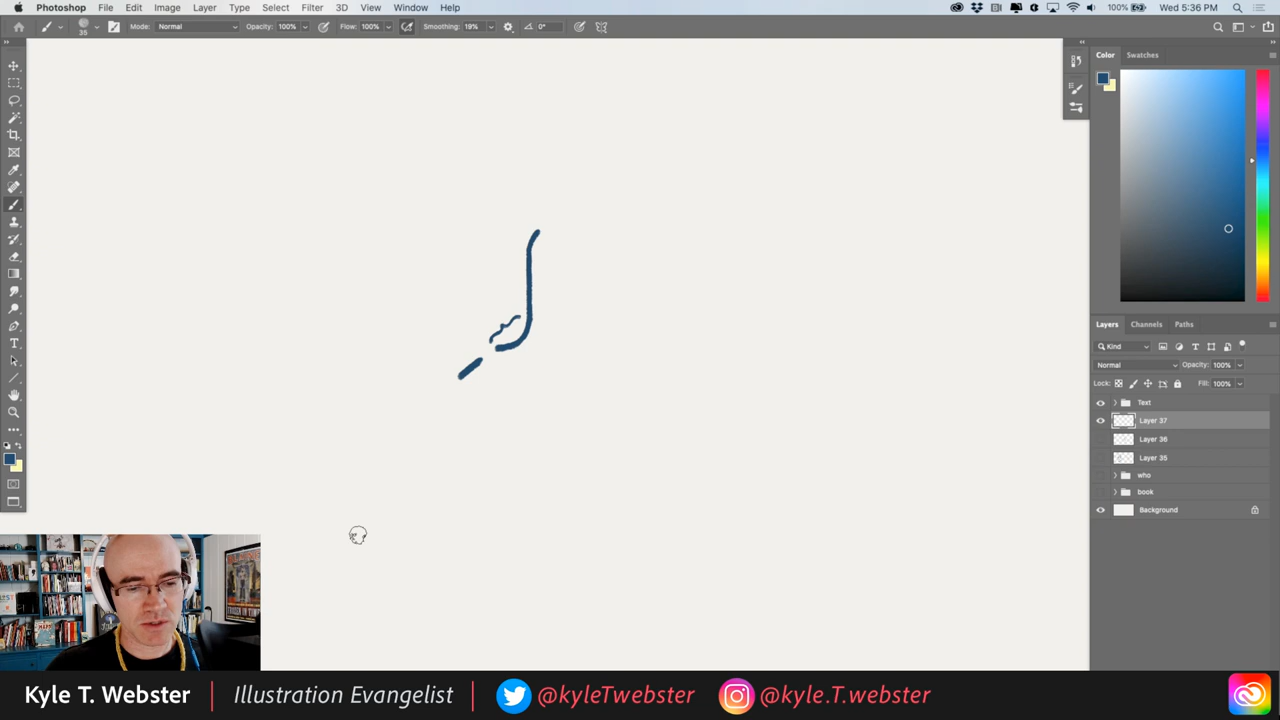 Photoshop File Edit Image Layer Type Select Filter 3D View Window Help 100% Wed 5:36 PM
35 Mode: Normal Opacity: 100% Flow: 100% Smoothing: 19% 0°
Color Swatches
Layers Channels Paths
Kind
Normal Opacity: 100%
Lock: Fill: 100%
Text
Layer 37
Layer 36
Layer 35
who
book
Background
Kyle T. Webster | Illustration Evangelist @kyleTwebster @kyle.T.webster